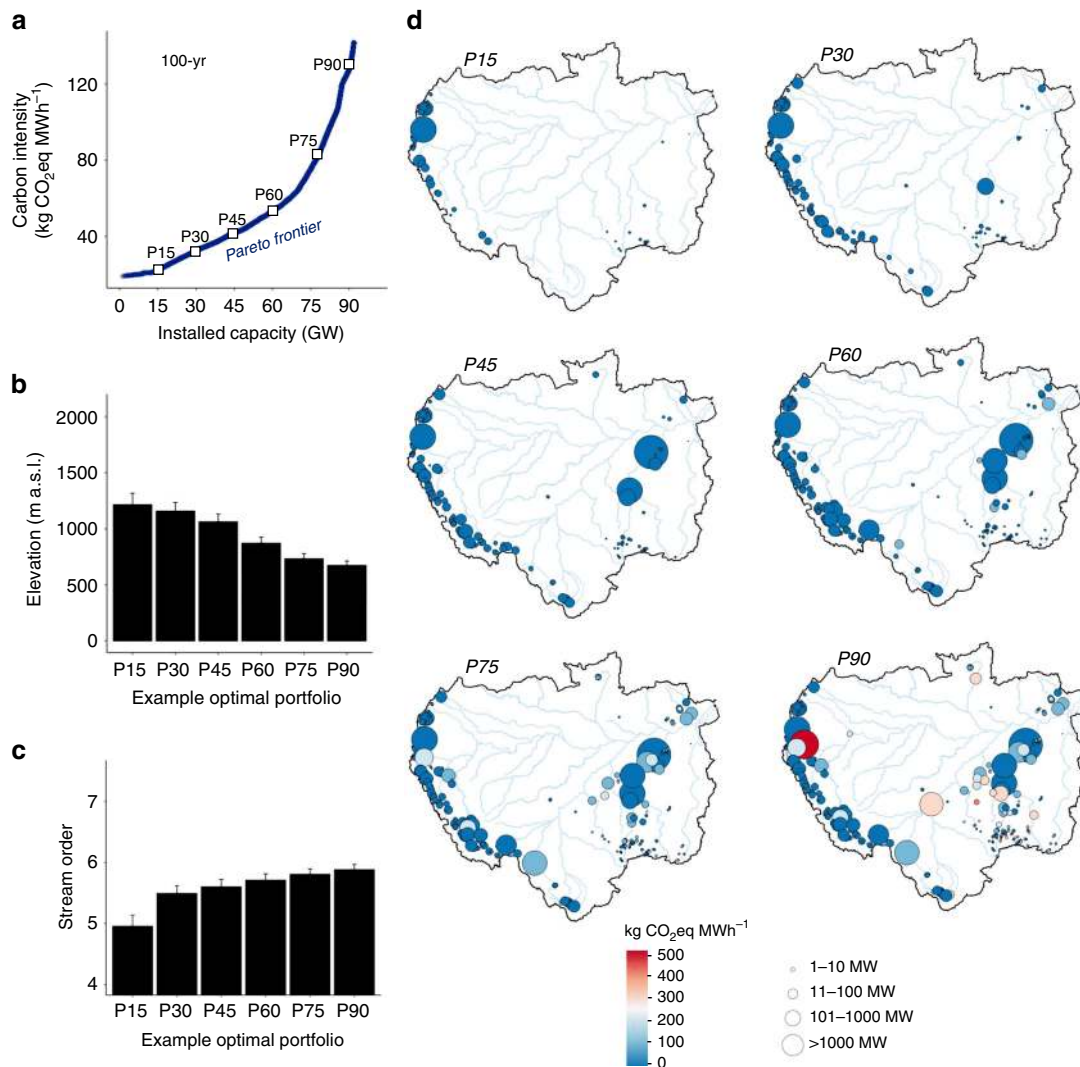 a
100-yr
Carbon intensity
(kg CO₂eq MWh⁻¹)
120
80
40
P90
P75
P60
P45
P30
P15
Pareto frontier
0 15 30 45 60 75 90
Installed capacity (GW)
b
Elevation (m a.s.l.)
2000
1500
1000
500
0
P15 P30 P45 P60 P75 P90
Example optimal portfolio
c
Stream order
7
6
5
4
P15 P30 P45 P60 P75 P90
Example optimal portfolio
d
P15
P30
P45
P60
P75
P90
kg CO₂eq MWh⁻¹
500
400
300
200
100
0
1–10 MW
11–100 MW
101–1000 MW
>1000 MW